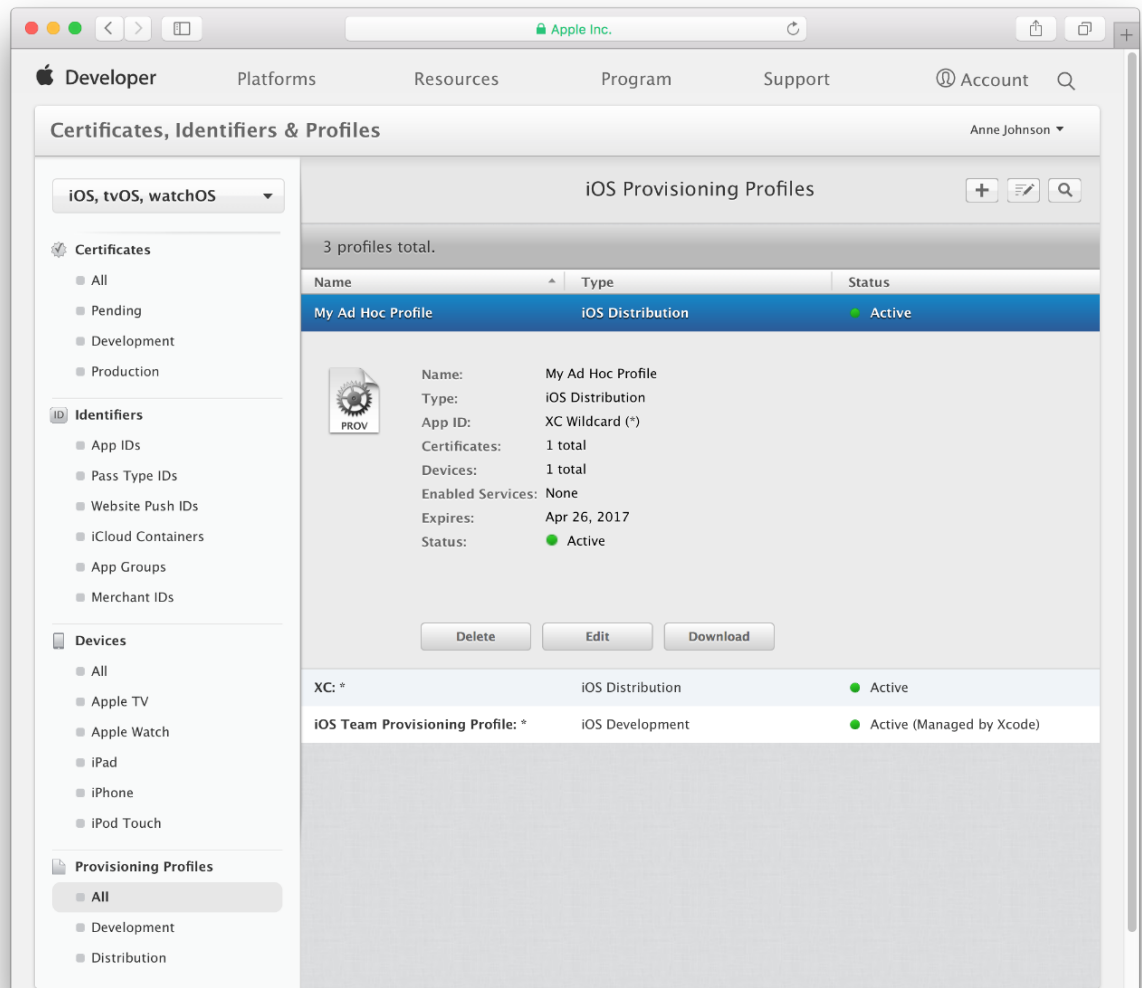 Apple Inc.
Developer Platforms Resources Program Support Account
Certificates, Identifiers & Profiles Anne Johnson
iOS, tvOS, watchOS
Certificates
All
Pending
Development
Production
ID Identifiers
App IDs
Pass Type IDs
Website Push IDs
iCloud Containers
App Groups
Merchant IDs
Devices
All
Apple TV
Apple Watch
iPad
iPhone
iPod Touch
Provisioning Profiles
All
Development
Distribution
iOS Provisioning Profiles
3 profiles total.
Name Type Status
My Ad Hoc Profile iOS Distribution Active
PROV
Name: My Ad Hoc Profile
Type: iOS Distribution
App ID: XC Wildcard (*)
Certificates: 1 total
Devices: 1 total
Enabled Services: None
Expires: Apr 26, 2017
Status: Active
Delete Edit Download
XC: * iOS Distribution Active
iOS Team Provisioning Profile: * iOS Development Active (Managed by Xcode)